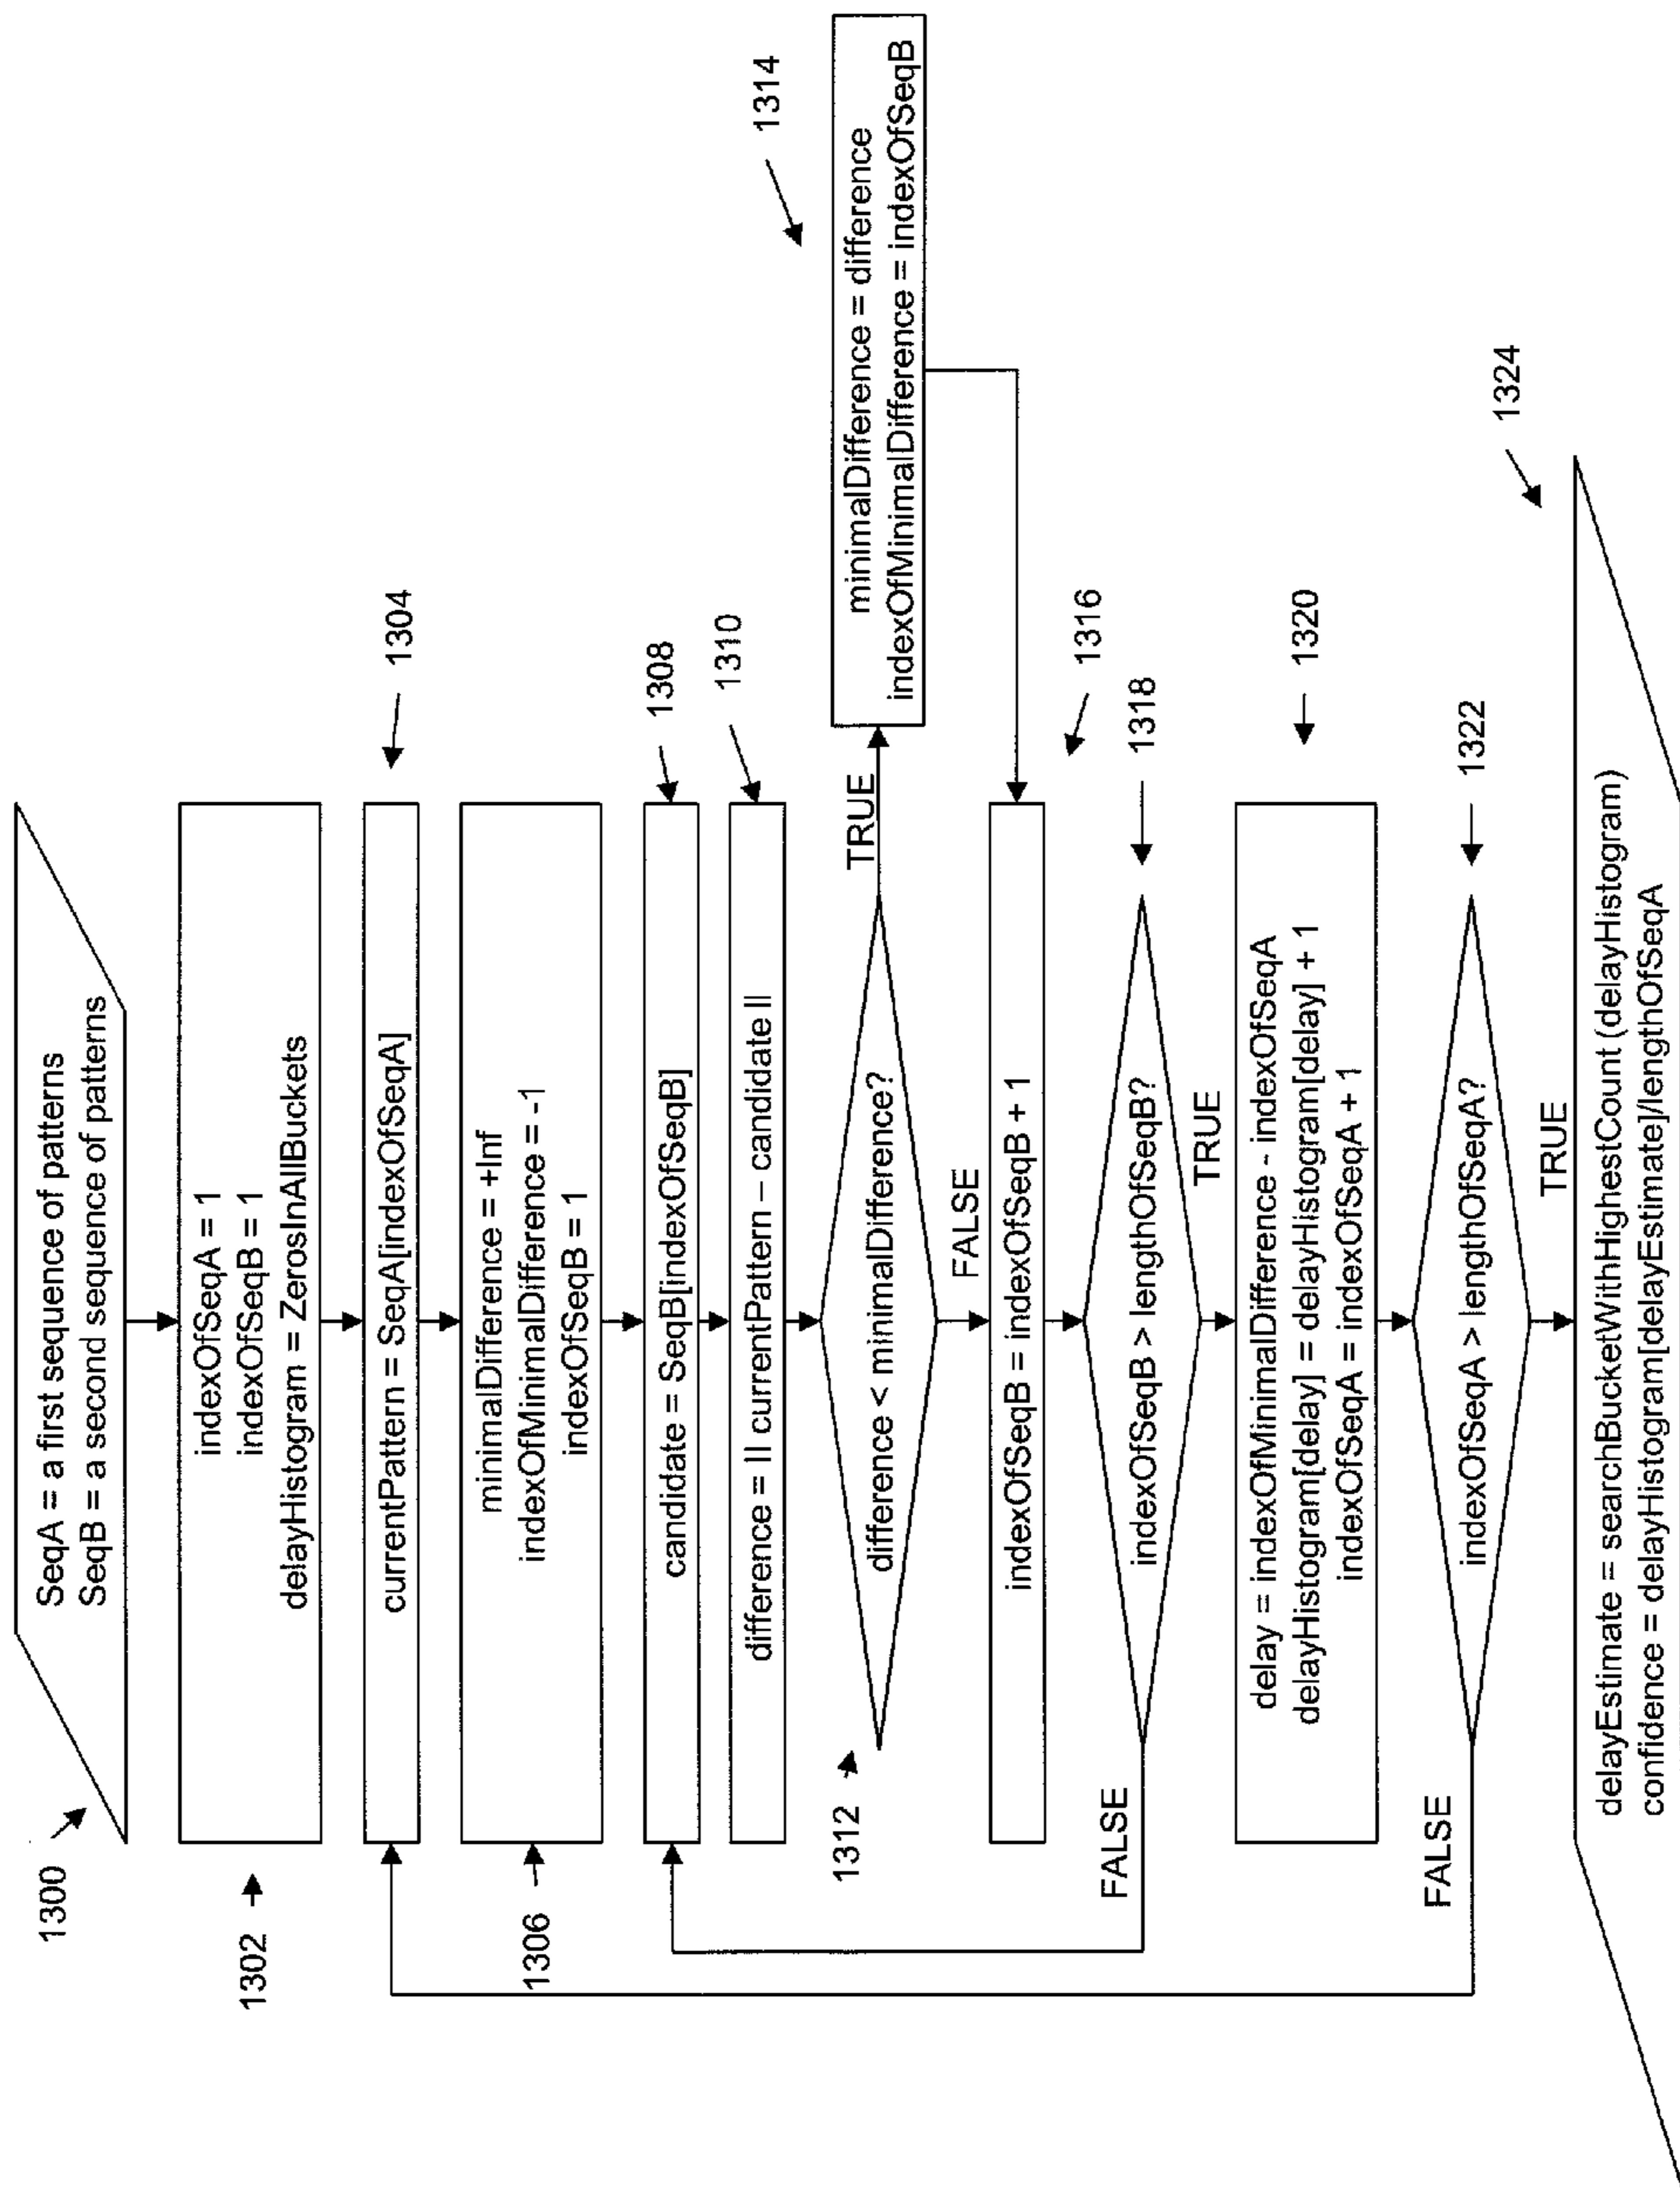 1300
SeqA = a first sequence of patterns
SeqB = a second sequence of patterns
1302
indexOfSeqA = 1
indexOfSeqB = 1
delayHistogram = ZerosInAllBuckets
currentPattern = SeqA[indexOfSeqA]
1304
1306
minimalDifference = +Inf
indexOfMinimalDifference = -1
indexOfSeqB = 1
candidate = SeqB[indexOfSeqB]
1308
difference = || currentPattern – candidate ||
1310
1312
difference < minimalDifference?
TRUE
minimalDifference = difference
indexOfMinimalDifference = indexOfSeqB
1314
FALSE
indexOfSeqB = indexOfSeqB + 1
1316
FALSE
indexOfSeqB > lengthOfSeqB?
1318
TRUE
delay = indexOfMinimalDifference - indexOfSeqA
delayHistogram[delay] = delayHistogram[delay] + 1
indexOfSeqA = indexOfSeqA + 1
1320
FALSE
indexOfSeqA > lengthOfSeqA?
1322
TRUE
delayEstimate = searchBucketWithHighestCount (delayHistogram)
confidence = delayHistogram[delayEstimate]/lengthOfSeqA
1324